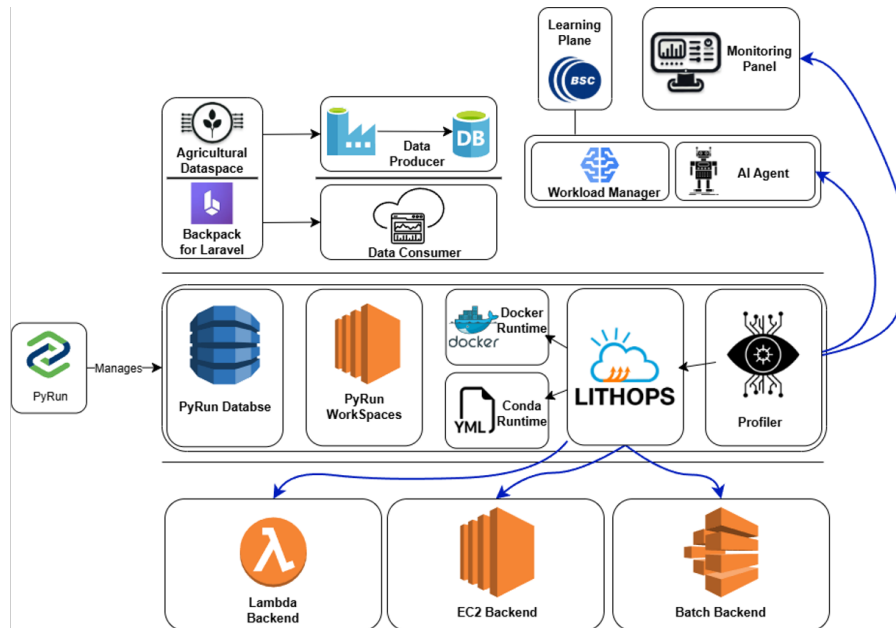 Learning
Plane
BSC
Monitoring
Panel
Agricultural
Dataspace
Data
Producer
DB
Workload Manager
AI Agent
Backpack
for Laravel
Data Consumer
PyRun
Manages
PyRun Databse
PyRun
WorkSpaces
Docker
Runtime
docker
YML
Conda
Runtime
LITHOPS
Profiler
Lambda
Backend
EC2 Backend
Batch Backend